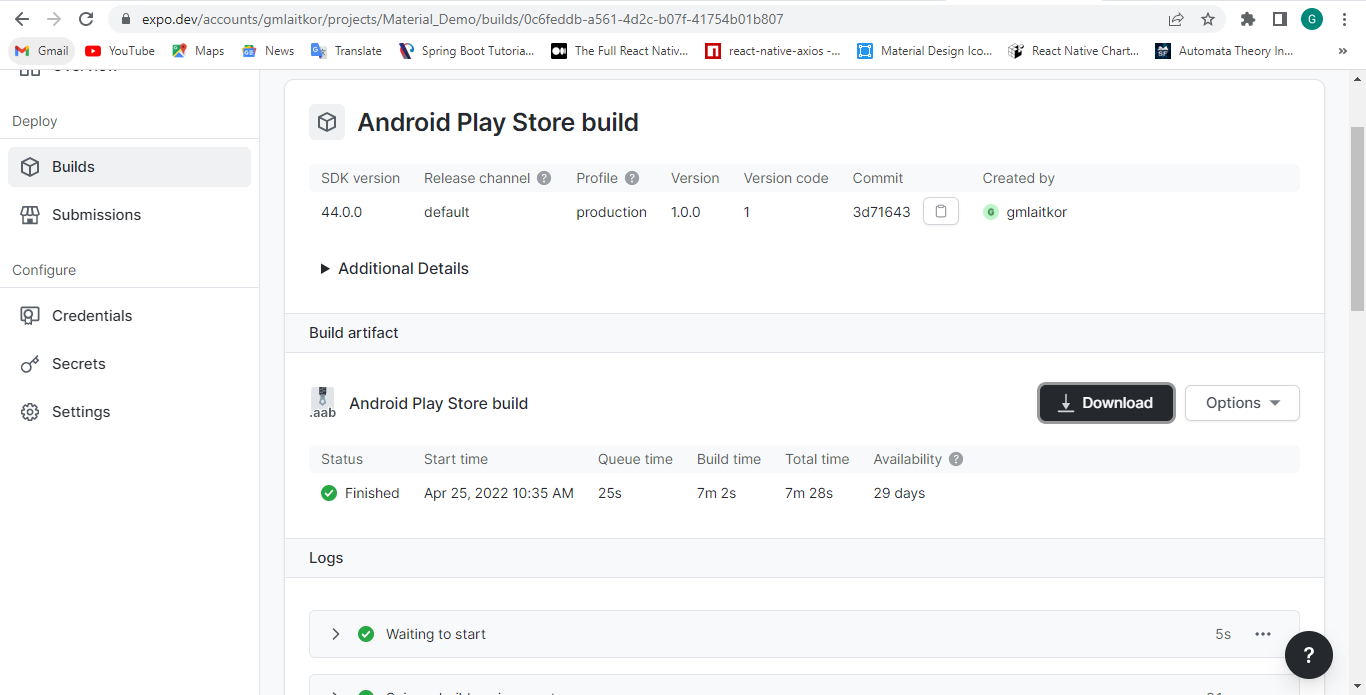 expo.dev/accounts/gmlaitkor/projects/Material_Demo/builds/0c6feddb-a561-4d2c-b07f-41754b01b807
G
Gmail YouTube Maps News Translate Spring Boot Tutoria... The Full React Nativ... react-native-axios -... Material Design Ico... React Native Chart... Automata Theory In... »
Overview
Deploy
Builds
Submissions
Configure
Credentials
Secrets
Settings
Android Play Store build
SDK version Release channel ? Profile ? Version Version code Commit Created by
44.0.0 default production 1.0.0 1 3d71643 G gmlaitkor
Additional Details
Build artifact
.aab Android Play Store build Download Options
Status Start time Queue time Build time Total time Availability ?
Finished Apr 25, 2022 10:35 AM 25s 7m 2s 7m 28s 29 days
Logs
Waiting to start 5s ...
?